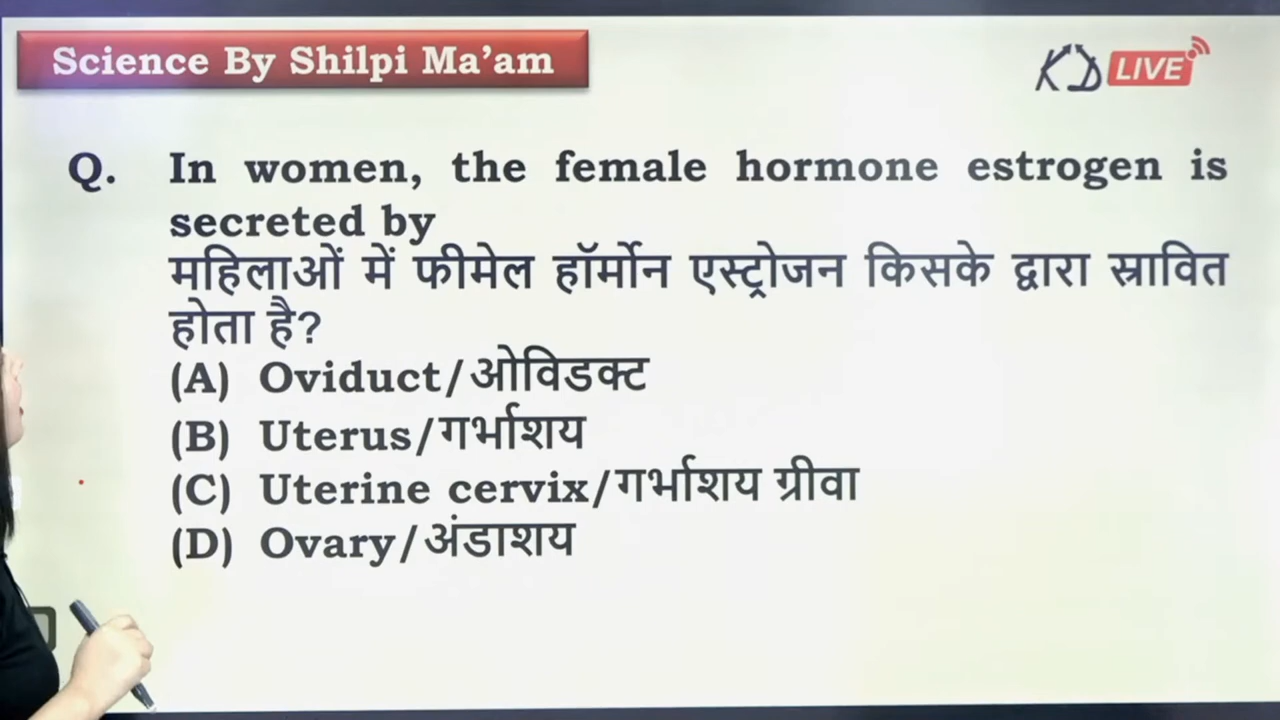 Science By Shilpi Ma’am
KD LIVE
Q. In women, the female hormone estrogen is
secreted by
महिलाओं में फीमेल हॉर्मोन एस्ट्रोजन किसके द्वारा स्रावित
होता है?
(A) Oviduct/ओविडक्ट
(B) Uterus/गर्भाशय
(C) Uterine cervix/गर्भाशय ग्रीवा
(D) Ovary/अंडाशय